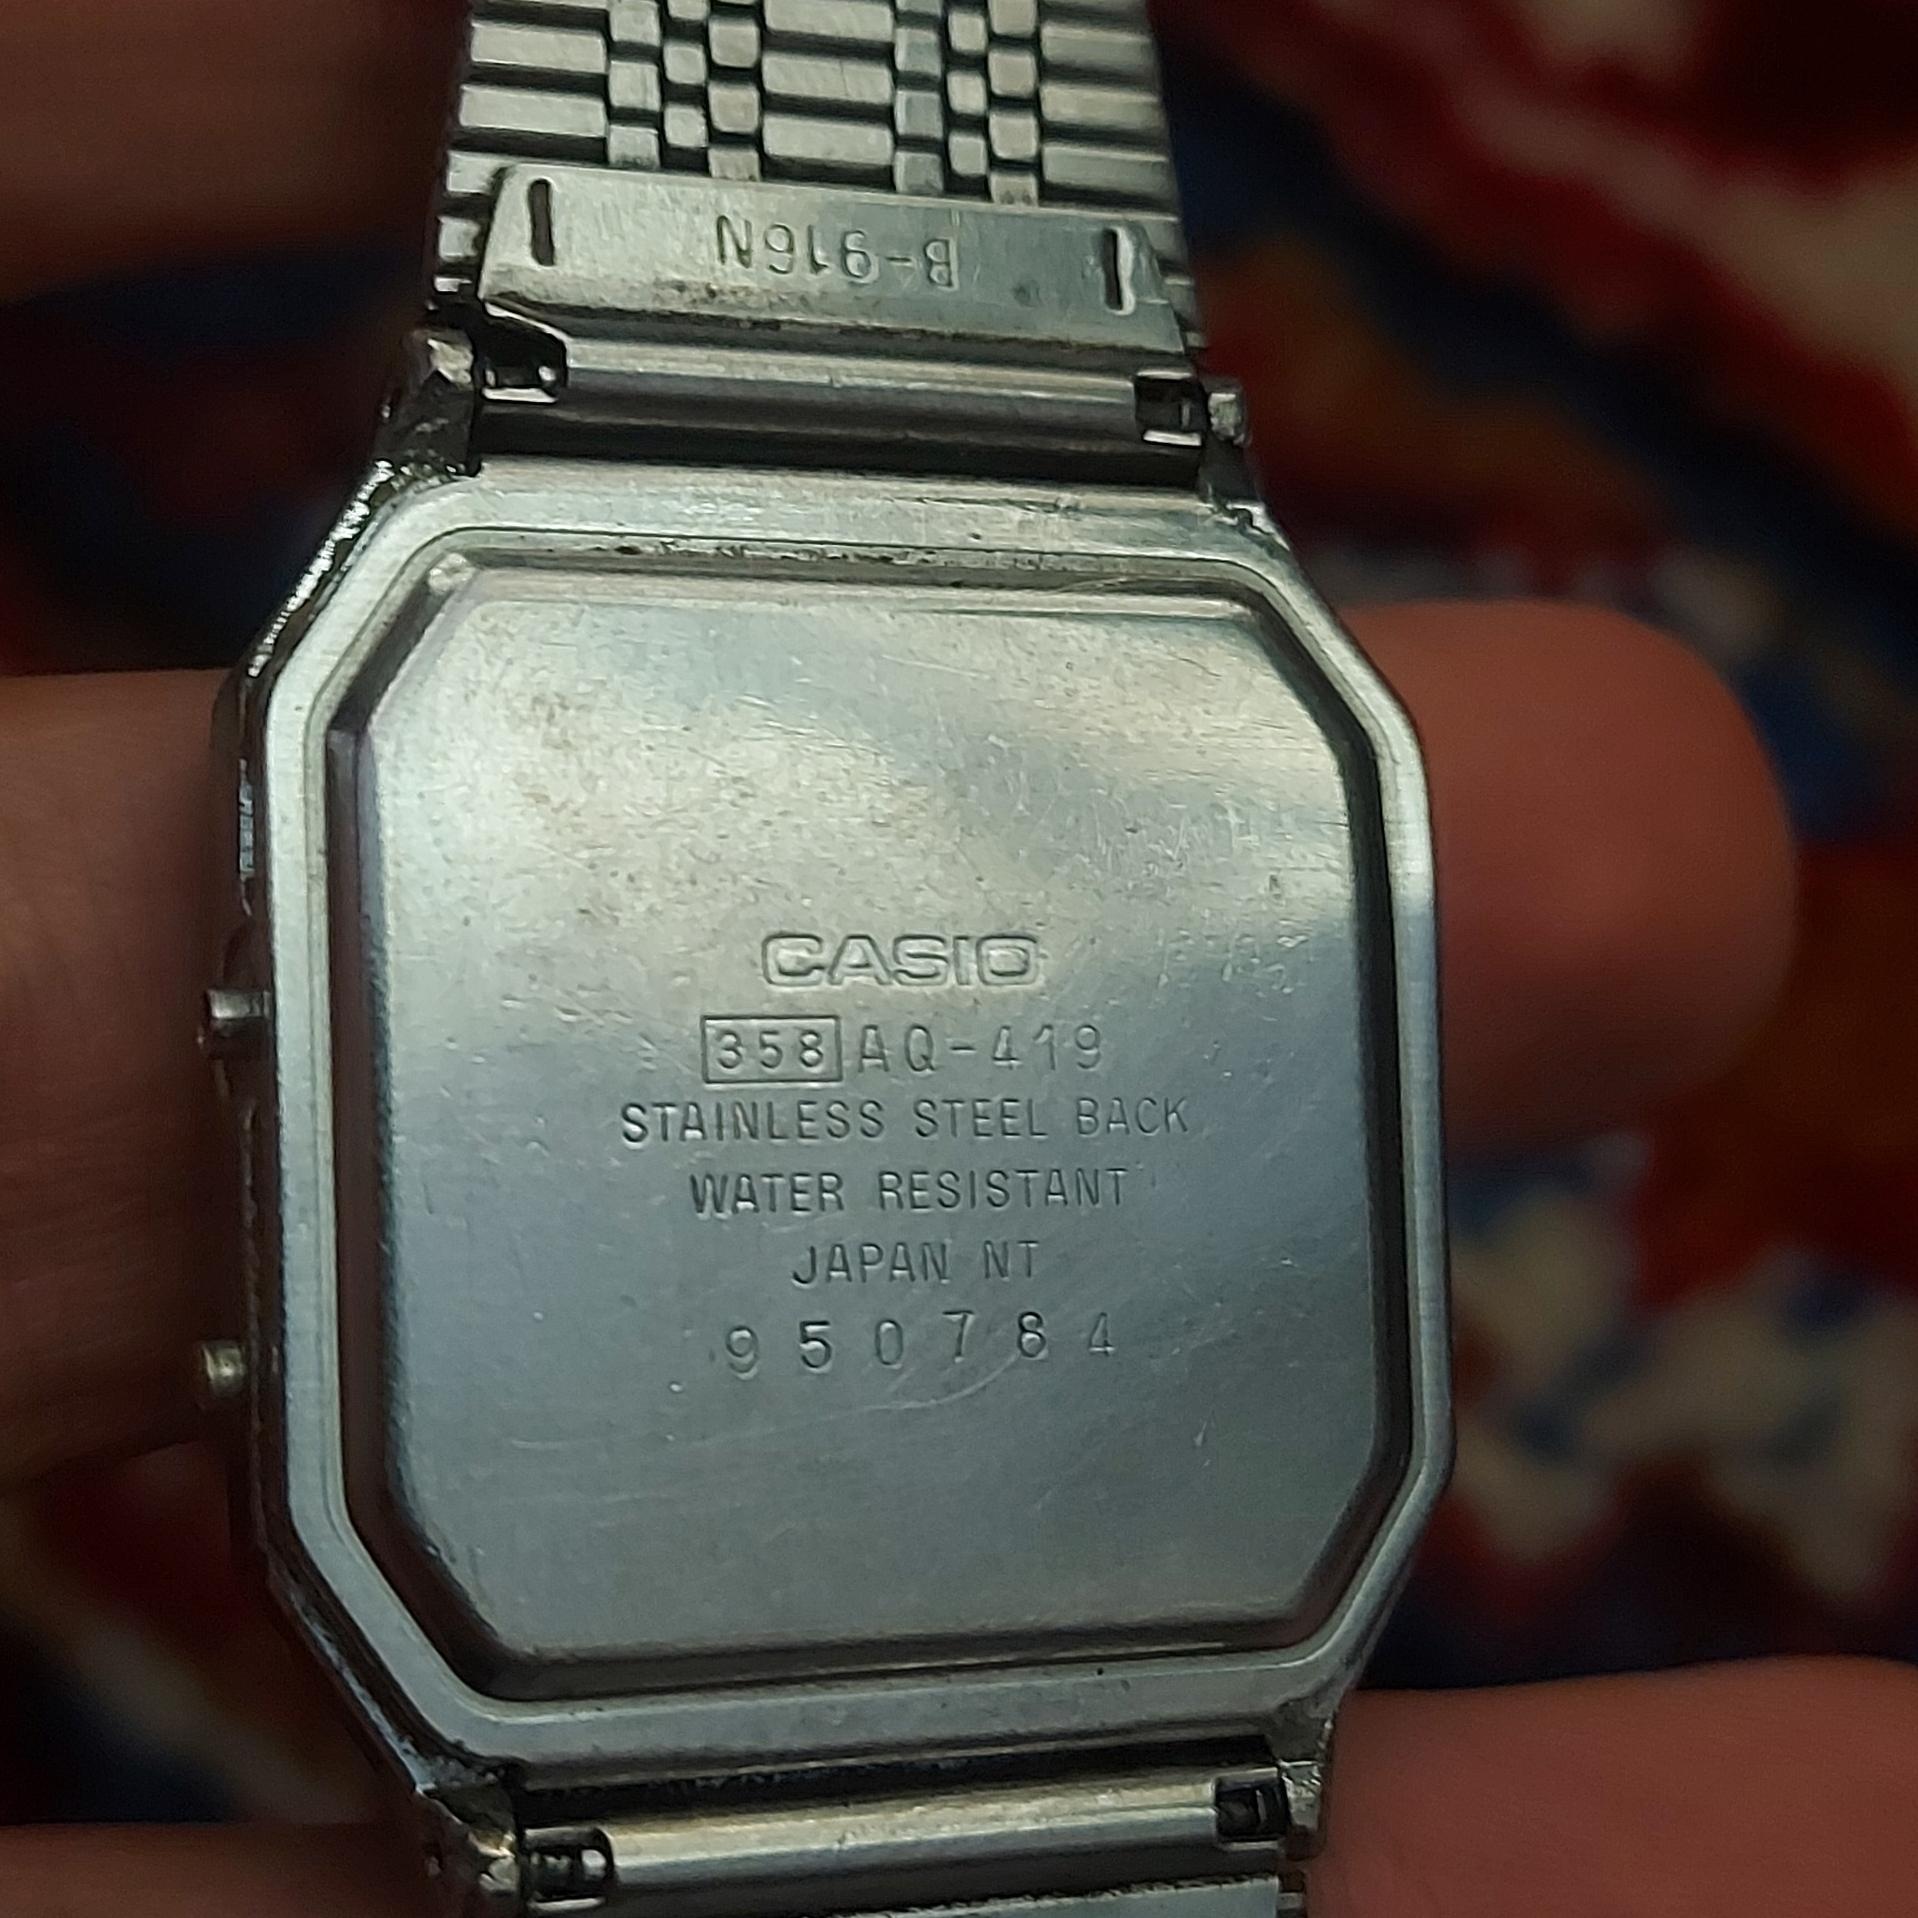 B-916N
CASIO
358 AQ-419
STAINLESS STEEL BACK
WATER RESISTANT
JAPAN NT
950784